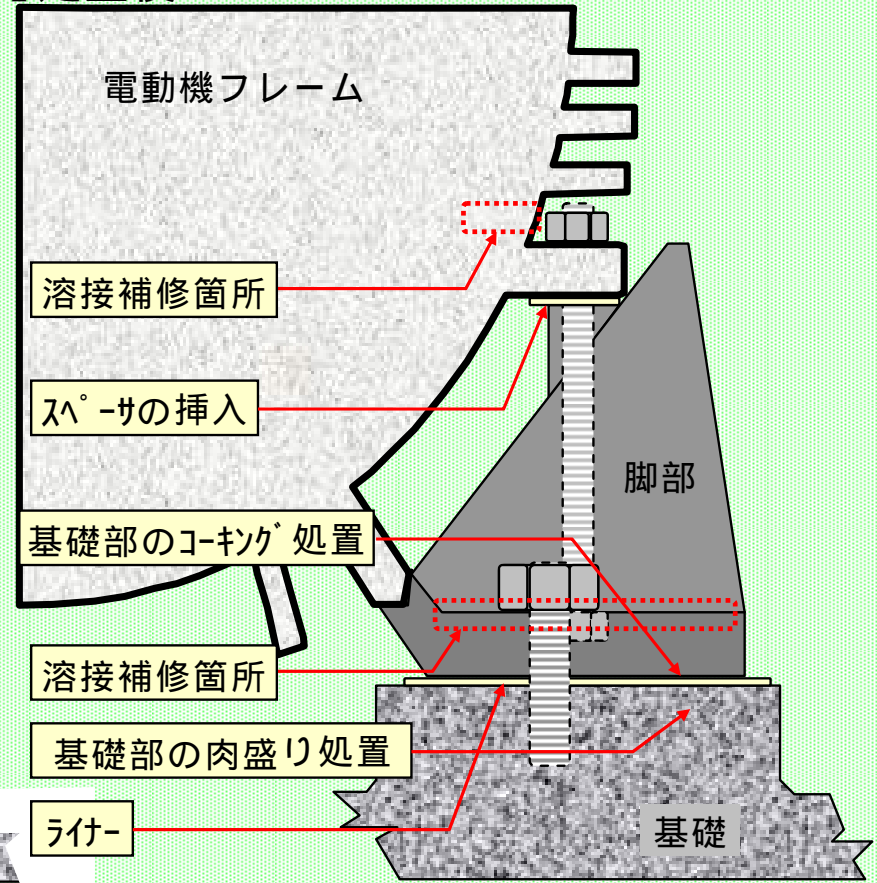 電動機フレーム
溶接補修箇所
ｽﾍﾟｰｻの挿入
脚部
基礎部のｺｰｷﾝｸﾞ処置
溶接補修箇所
基礎部の肉盛り処置
ﾗｲﾅｰ
基礎